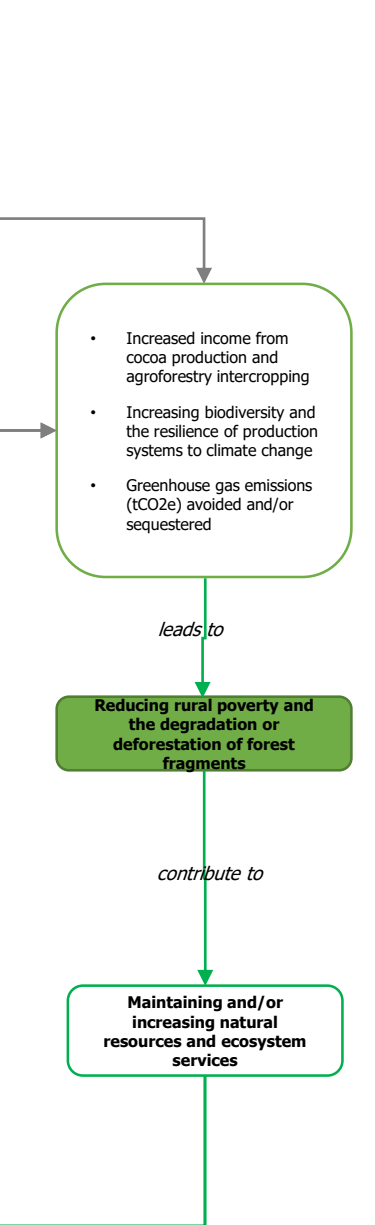 • Increased income from
cocoa production and
agroforestry intercropping
• Increasing biodiversity and
the resilience of production
systems to climate change
• Greenhouse gas emissions
(tCO2e) avoided and/or
sequestered
leads to
Reducing rural poverty and
the degradation or
deforestation of forest
fragments
contribute to
Maintaining and/or
increasing natural
resources and ecosystem
services